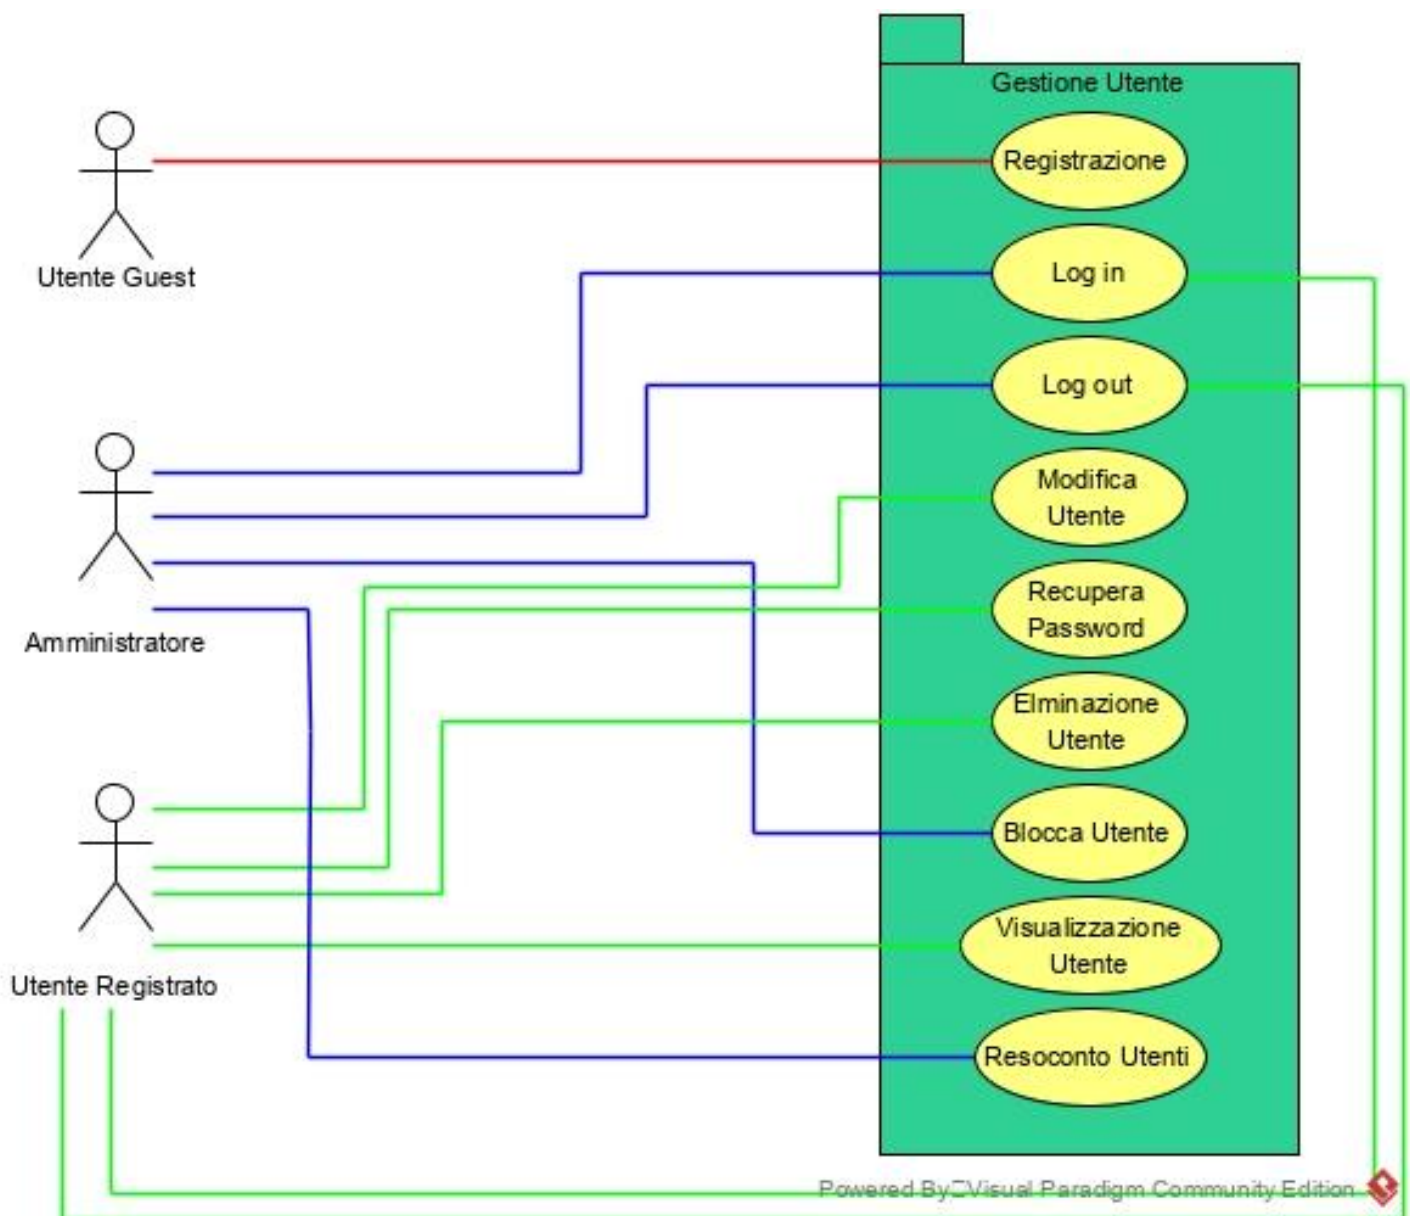 Gestione Utente
Registrazione
Utente Guest
Log in
Log out
Modifica
Utente
Recupera
Password
Amministratore
Elminazione
Utente
Blocca Utente
Visualizzazione
Utente
Utente Registrato
Resoconto Utenti
Powered By Visual Paradigm Community Edition